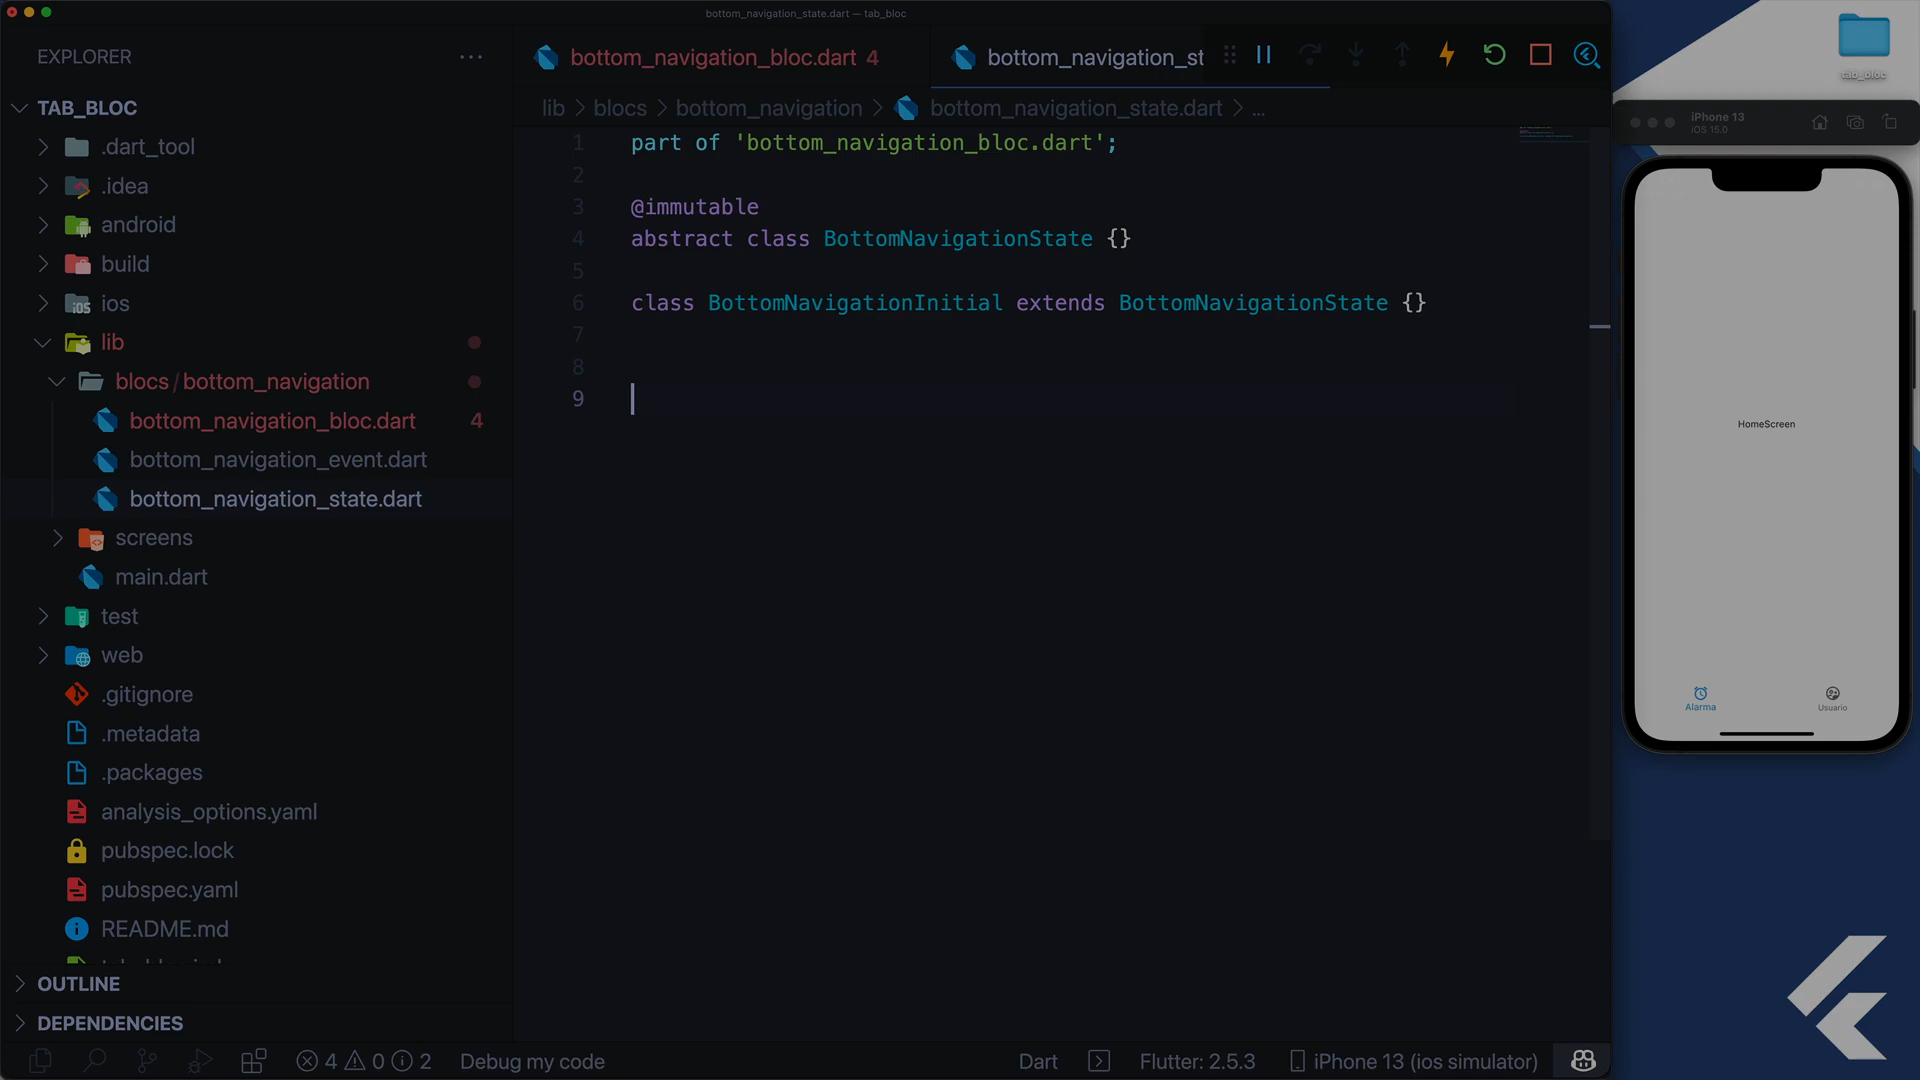 bottom_navigation_state.dart — tab_bloc
EXPLORER
TAB_BLOC
.dart_tool
.idea
android
build
ios
lib
blocs/bottom_navigation
bottom_navigation_bloc.dart 4
bottom_navigation_event.dart
bottom_navigation_state.dart
screens
main.dart
test
web
.gitignore
.metadata
.packages
analysis_options.yaml
pubspec.lock
pubspec.yaml
README.md
OUTLINE
DEPENDENCIES
bottom_navigation_bloc.dart 4
bottom_navigation_st
lib > blocs > bottom_navigation > bottom_navigation_state.dart > ...
1 part of 'bottom_navigation_bloc.dart';
2
3 @immutable
4 abstract class BottomNavigationState {}
5
6 class BottomNavigationInitial extends BottomNavigationState {}
7
8
9
4 0 2 Debug my code
Dart Flutter: 2.5.3 iPhone 13 (ios simulator)
tab_bloc
iPhone 13
iOS 15.0
HomeScreen
Alarma Usuario